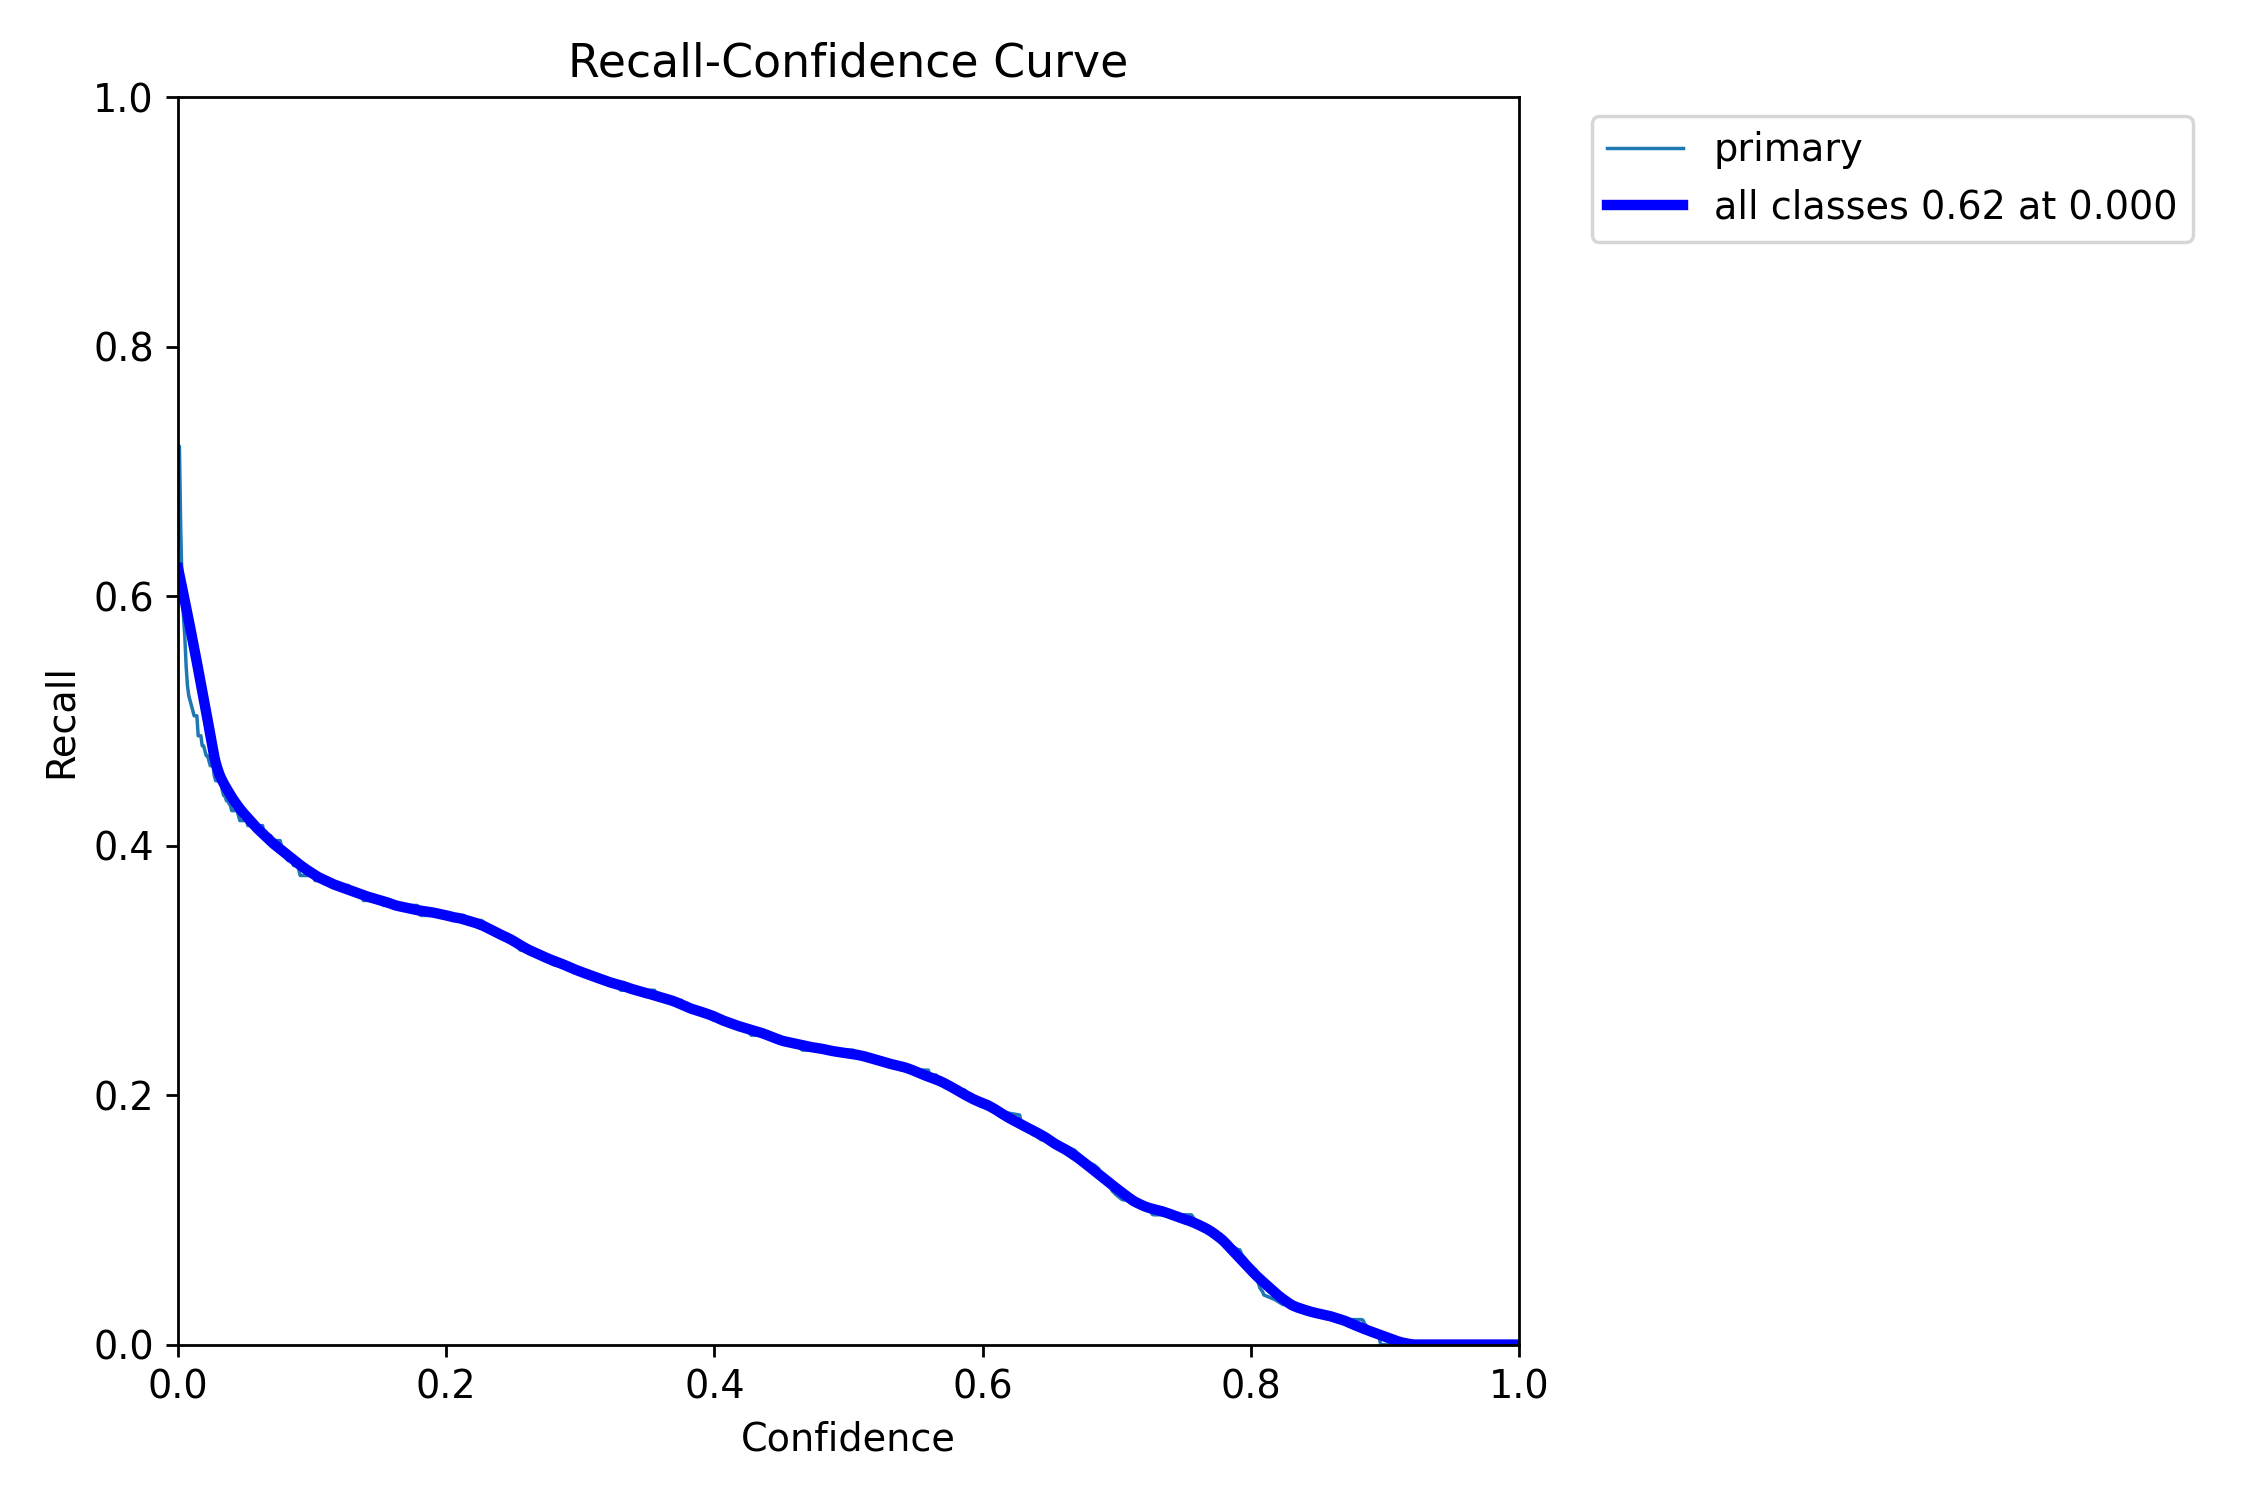 Recall-Confidence Curve
1.0
0.8
0.6
0.4
0.2
0.0
Recall
0.0 0.2 0.4 0.6 0.8 1.0
Confidence
primary
all classes 0.62 at 0.000